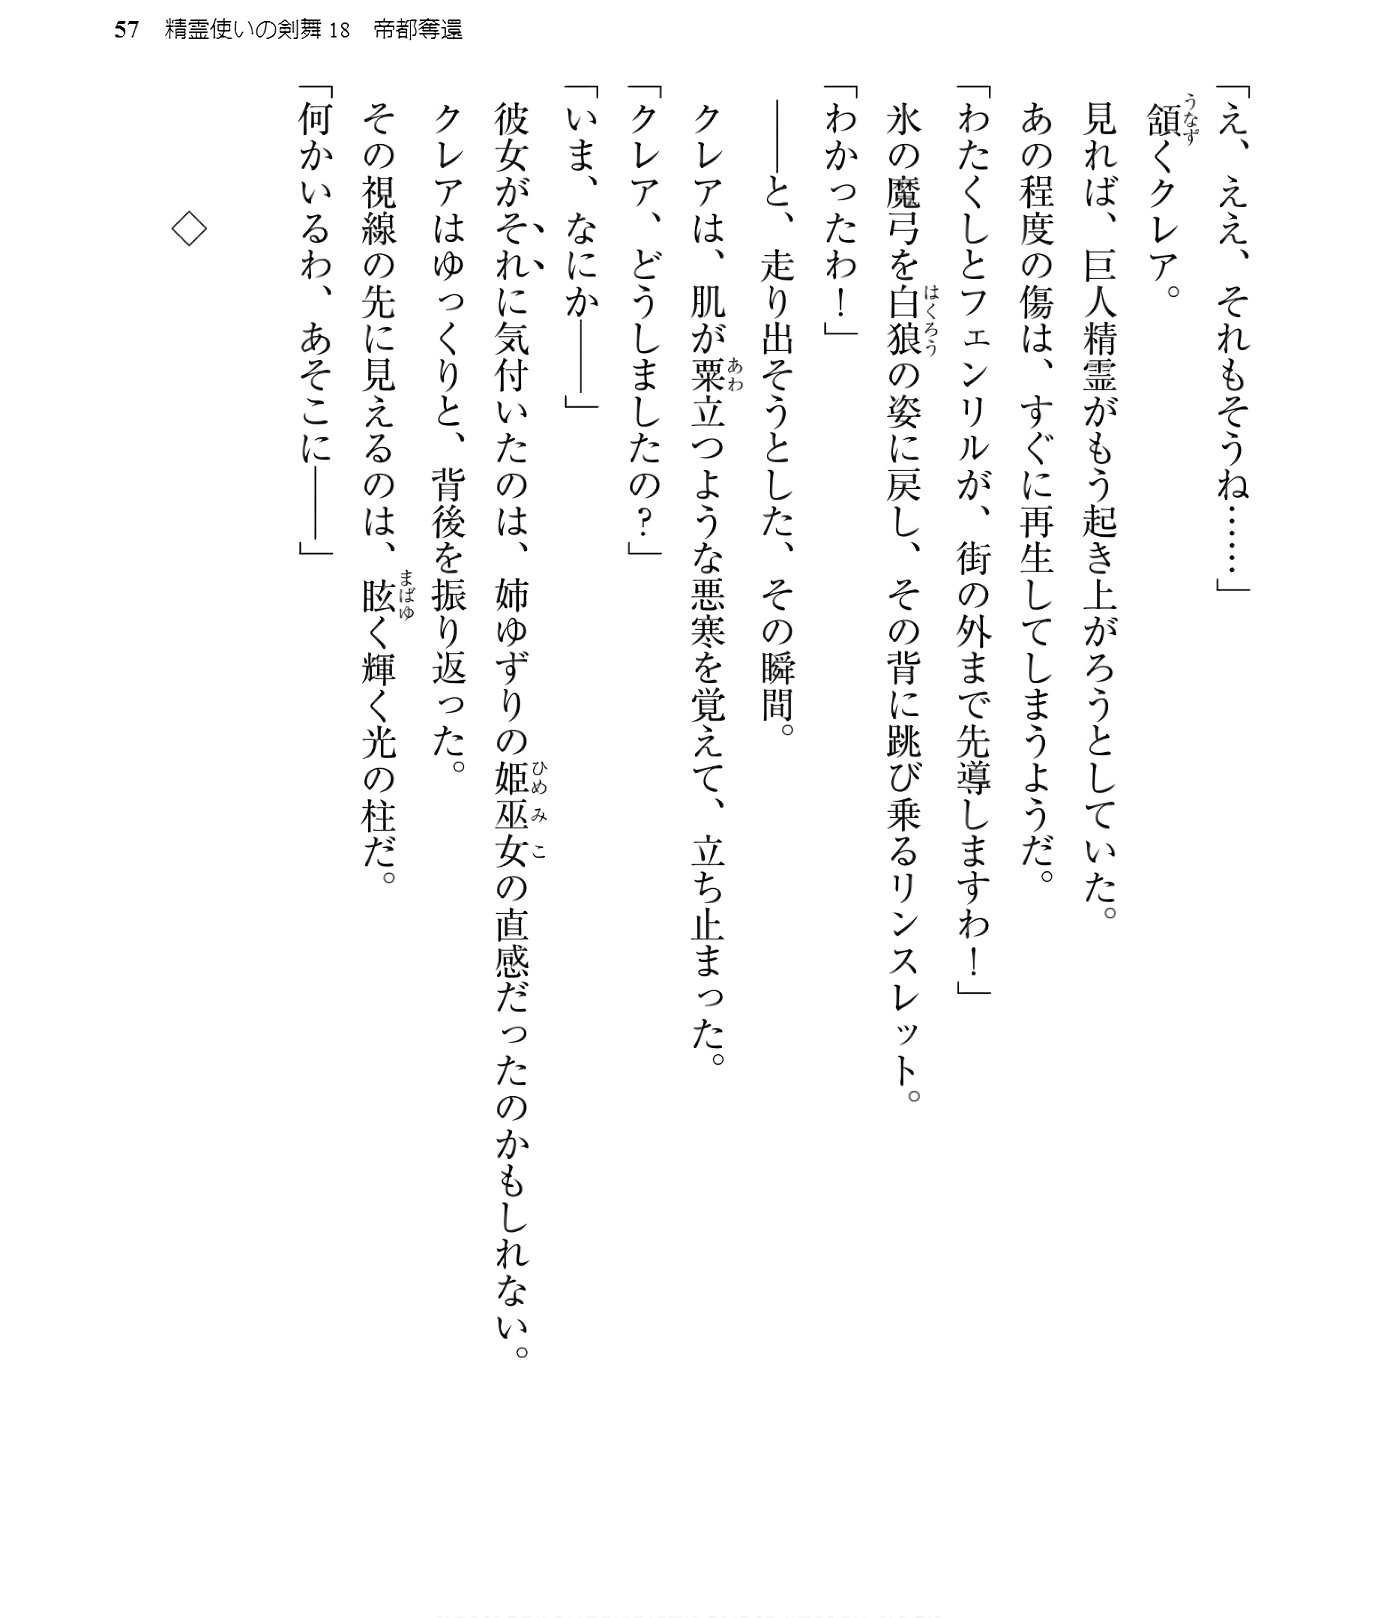 57　精霊使いの剣舞18　帝都奪還
「え、ええ、それもそうね……」
頷くクレア。
見れば、巨人精霊がもう起き上がろうとしていた。
あの程度の傷は、すぐに再生してしまうようだ。
「わたくしとフェンリルが、街の外まで先導しますわ！」
氷の魔弓を白狼の姿に戻し、その背に跳び乗るリンスレット。
「わかったわ！」
――と、走り出そうとした、その瞬間。
クレアは、肌が粟立つような悪寒を覚えて、立ち止まった。
「クレア、どうしましたの？」
「いま、なにか――」
彼女がそれに気付いたのは、姉ゆずりの姫巫女の直感だったのかもしれない。
クレアはゆっくりと、背後を振り返った。
その視線の先に見えるのは、眩く輝く光の柱だ。
「何かいるわ、あそこに――」
◇